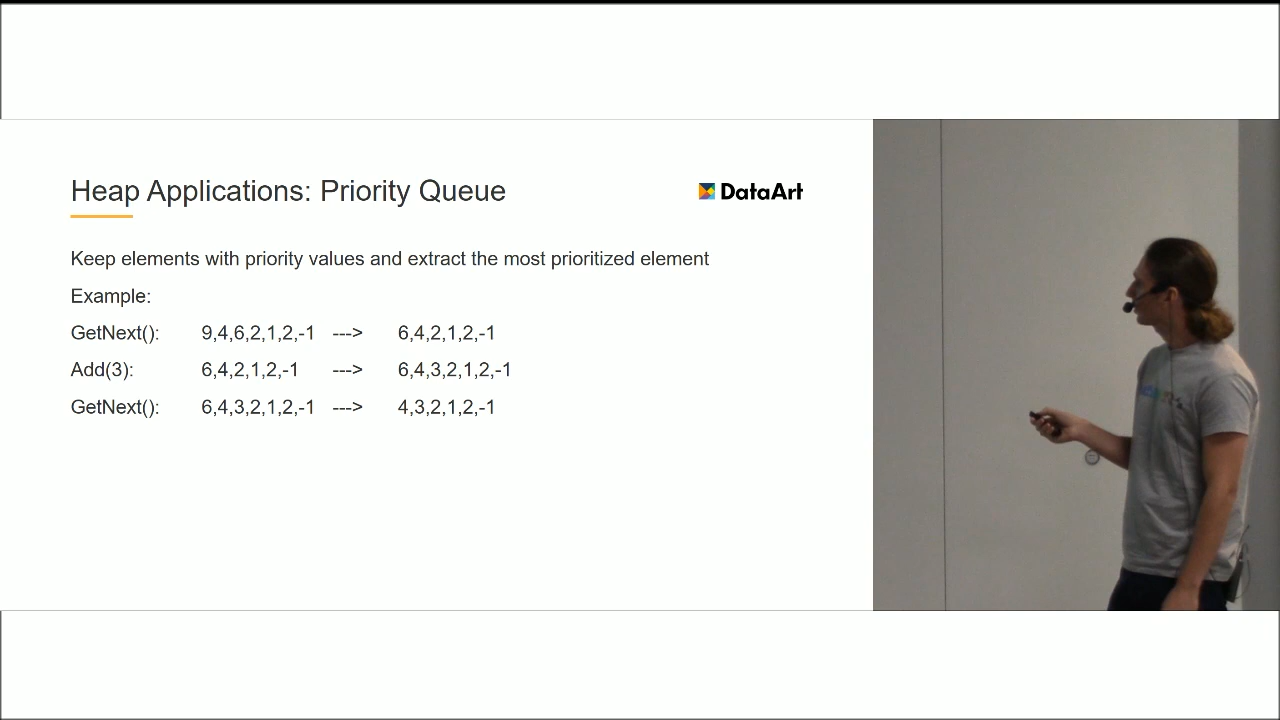 Heap Applications: Priority Queue
DataArt
Keep elements with priority values and extract the most prioritized element
Example:
GetNext(): 9,4,6,2,1,2,-1 ---> 6,4,2,1,2,-1
Add(3): 6,4,2,1,2,-1 ---> 6,4,3,2,1,2,-1
GetNext(): 6,4,3,2,1,2,-1 ---> 4,3,2,1,2,-1